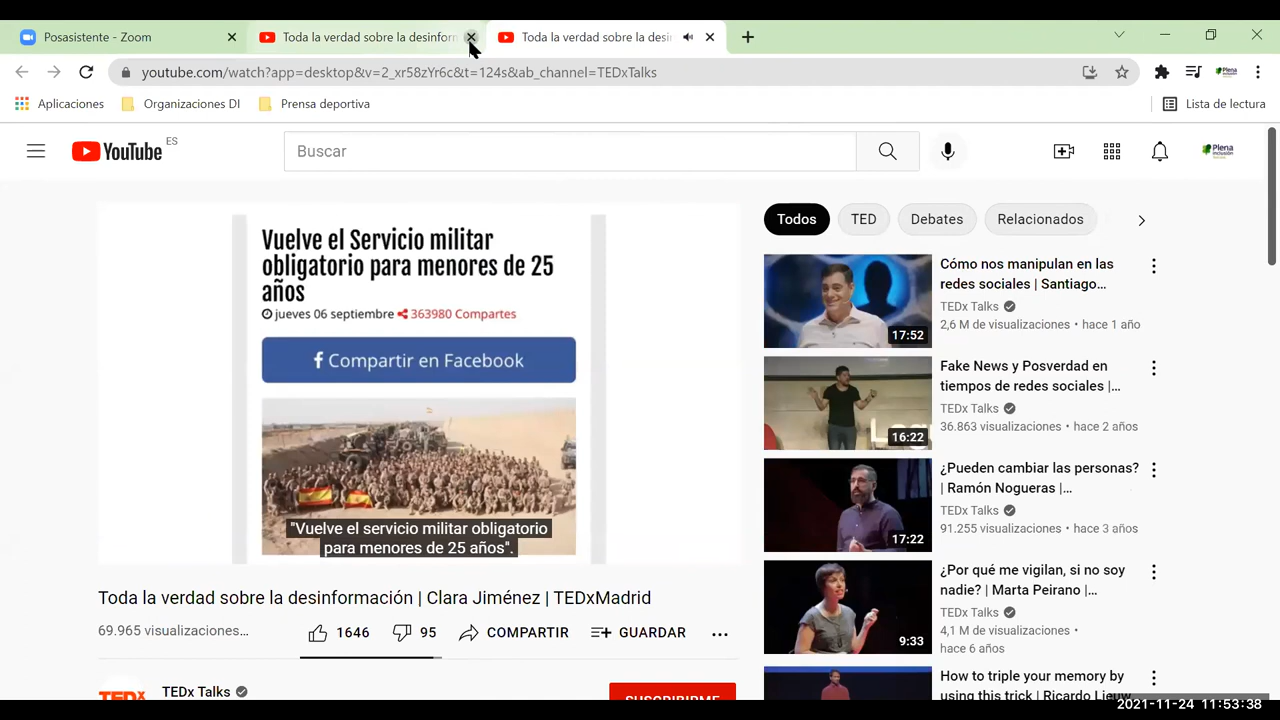 Posasistente - Zoom
Toda la verdad sobre la desinform
Toda la verdad sobre la desi
youtube.com/watch?app=desktop&v=2_xr58zYr6c&t=124s&ab_channel=TEDxTalks
Aplicaciones
Organizaciones DI
Prensa deportiva
Lista de lectura
YouTube ES
Buscar
Plena
Todos
TED
Debates
Relacionados
Vuelve el Servicio militar
obligatorio para menores de 25
años
jueves 06 septiembre 363980 Compartes
f Compartir en Facebook
"Vuelve el servicio militar obligatorio
para menores de 25 años".
Toda la verdad sobre la desinformación | Clara Jiménez | TEDxMadrid
69.965 visualizaciones...
1646
95
COMPARTIR
GUARDAR
TEDx
TEDx Talks
SUSCRIBIRME
17:52
Cómo nos manipulan en las
redes sociales | Santiago...
TEDx Talks
2,6 M de visualizaciones • hace 1 año
16:22
Fake News y Posverdad en
tiempos de redes sociales |...
TEDx Talks
36.863 visualizaciones • hace 2 años
17:22
¿Pueden cambiar las personas?
| Ramón Nogueras |...
TEDx Talks
91.255 visualizaciones • hace 3 años
9:33
¿Por qué me vigilan, si no soy
nadie? | Marta Peirano |...
TEDx Talks
4,1 M de visualizaciones •
hace 6 años
How to triple your memory by
using this trick | Ricardo
2021-11-24 11:53:38